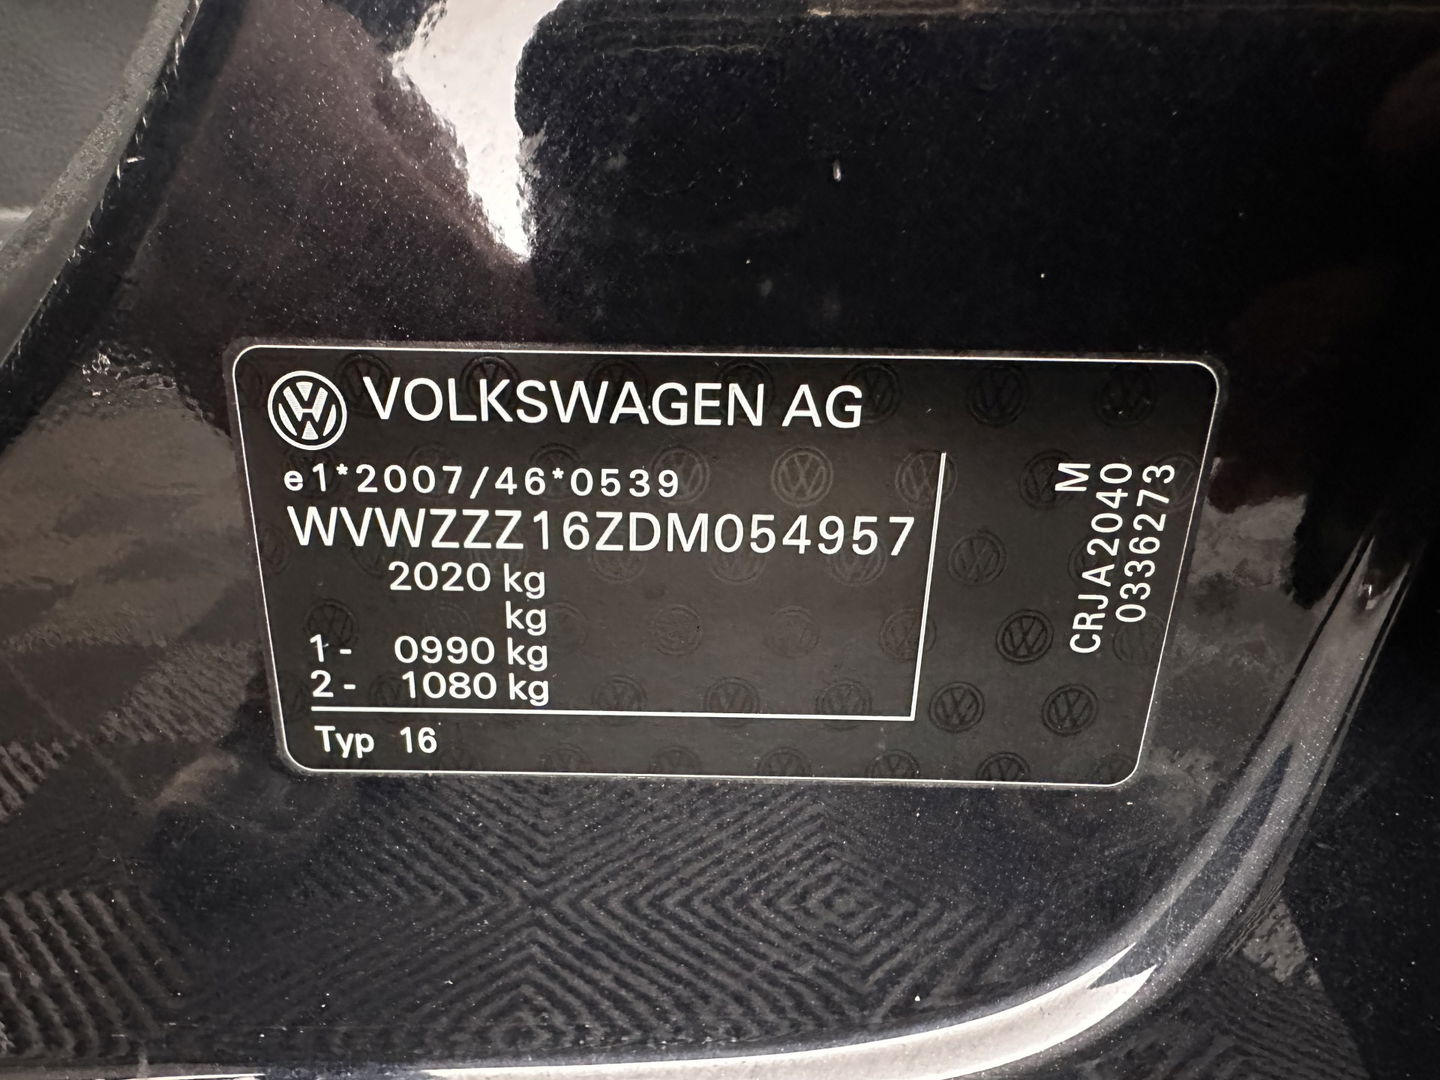 VOLKSWAGEN AG
e1*2007/46*0539
WVWZZZ16ZDM054957
2020 kg
kg
1- 0990 kg
2- 1080 kg
Typ 16
M
CRJA2040
0336273